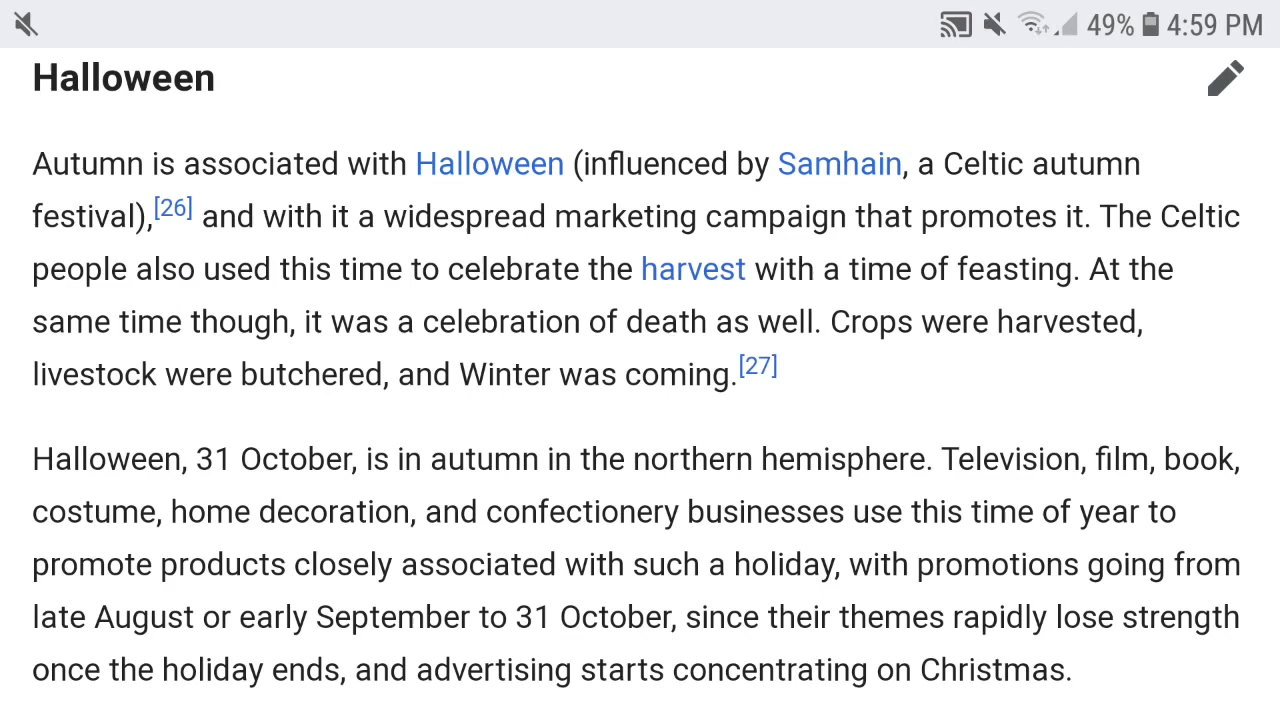 49% 4:59 PM
Halloween
Autumn is associated with Halloween (influenced by Samhain, a Celtic autumn
festival),[26] and with it a widespread marketing campaign that promotes it. The Celtic
people also used this time to celebrate the harvest with a time of feasting. At the
same time though, it was a celebration of death as well. Crops were harvested,
livestock were butchered, and Winter was coming.[27]
Halloween, 31 October, is in autumn in the northern hemisphere. Television, film, book,
costume, home decoration, and confectionery businesses use this time of year to
promote products closely associated with such a holiday, with promotions going from
late August or early September to 31 October, since their themes rapidly lose strength
once the holiday ends, and advertising starts concentrating on Christmas.